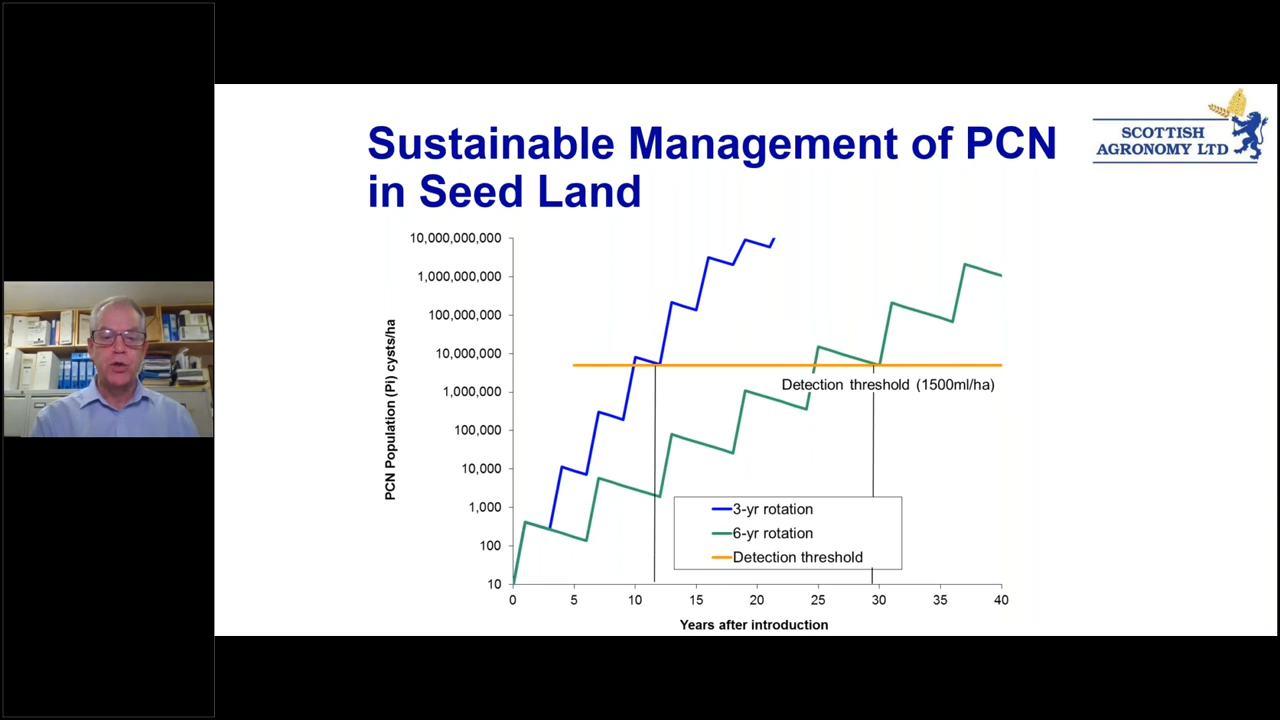 Sustainable Management of PCN
in Seed Land
SCOTTISH
AGRONOMY LTD
PCN Population (Pi) cysts/ha
10,000,000,000
1,000,000,000
100,000,000
10,000,000
1,000,000
100,000
10,000
1,000
100
10
Detection threshold (1500ml/ha)
3-yr rotation
6-yr rotation
Detection threshold
0 5 10 15 20 25 30 35 40
Years after introduction